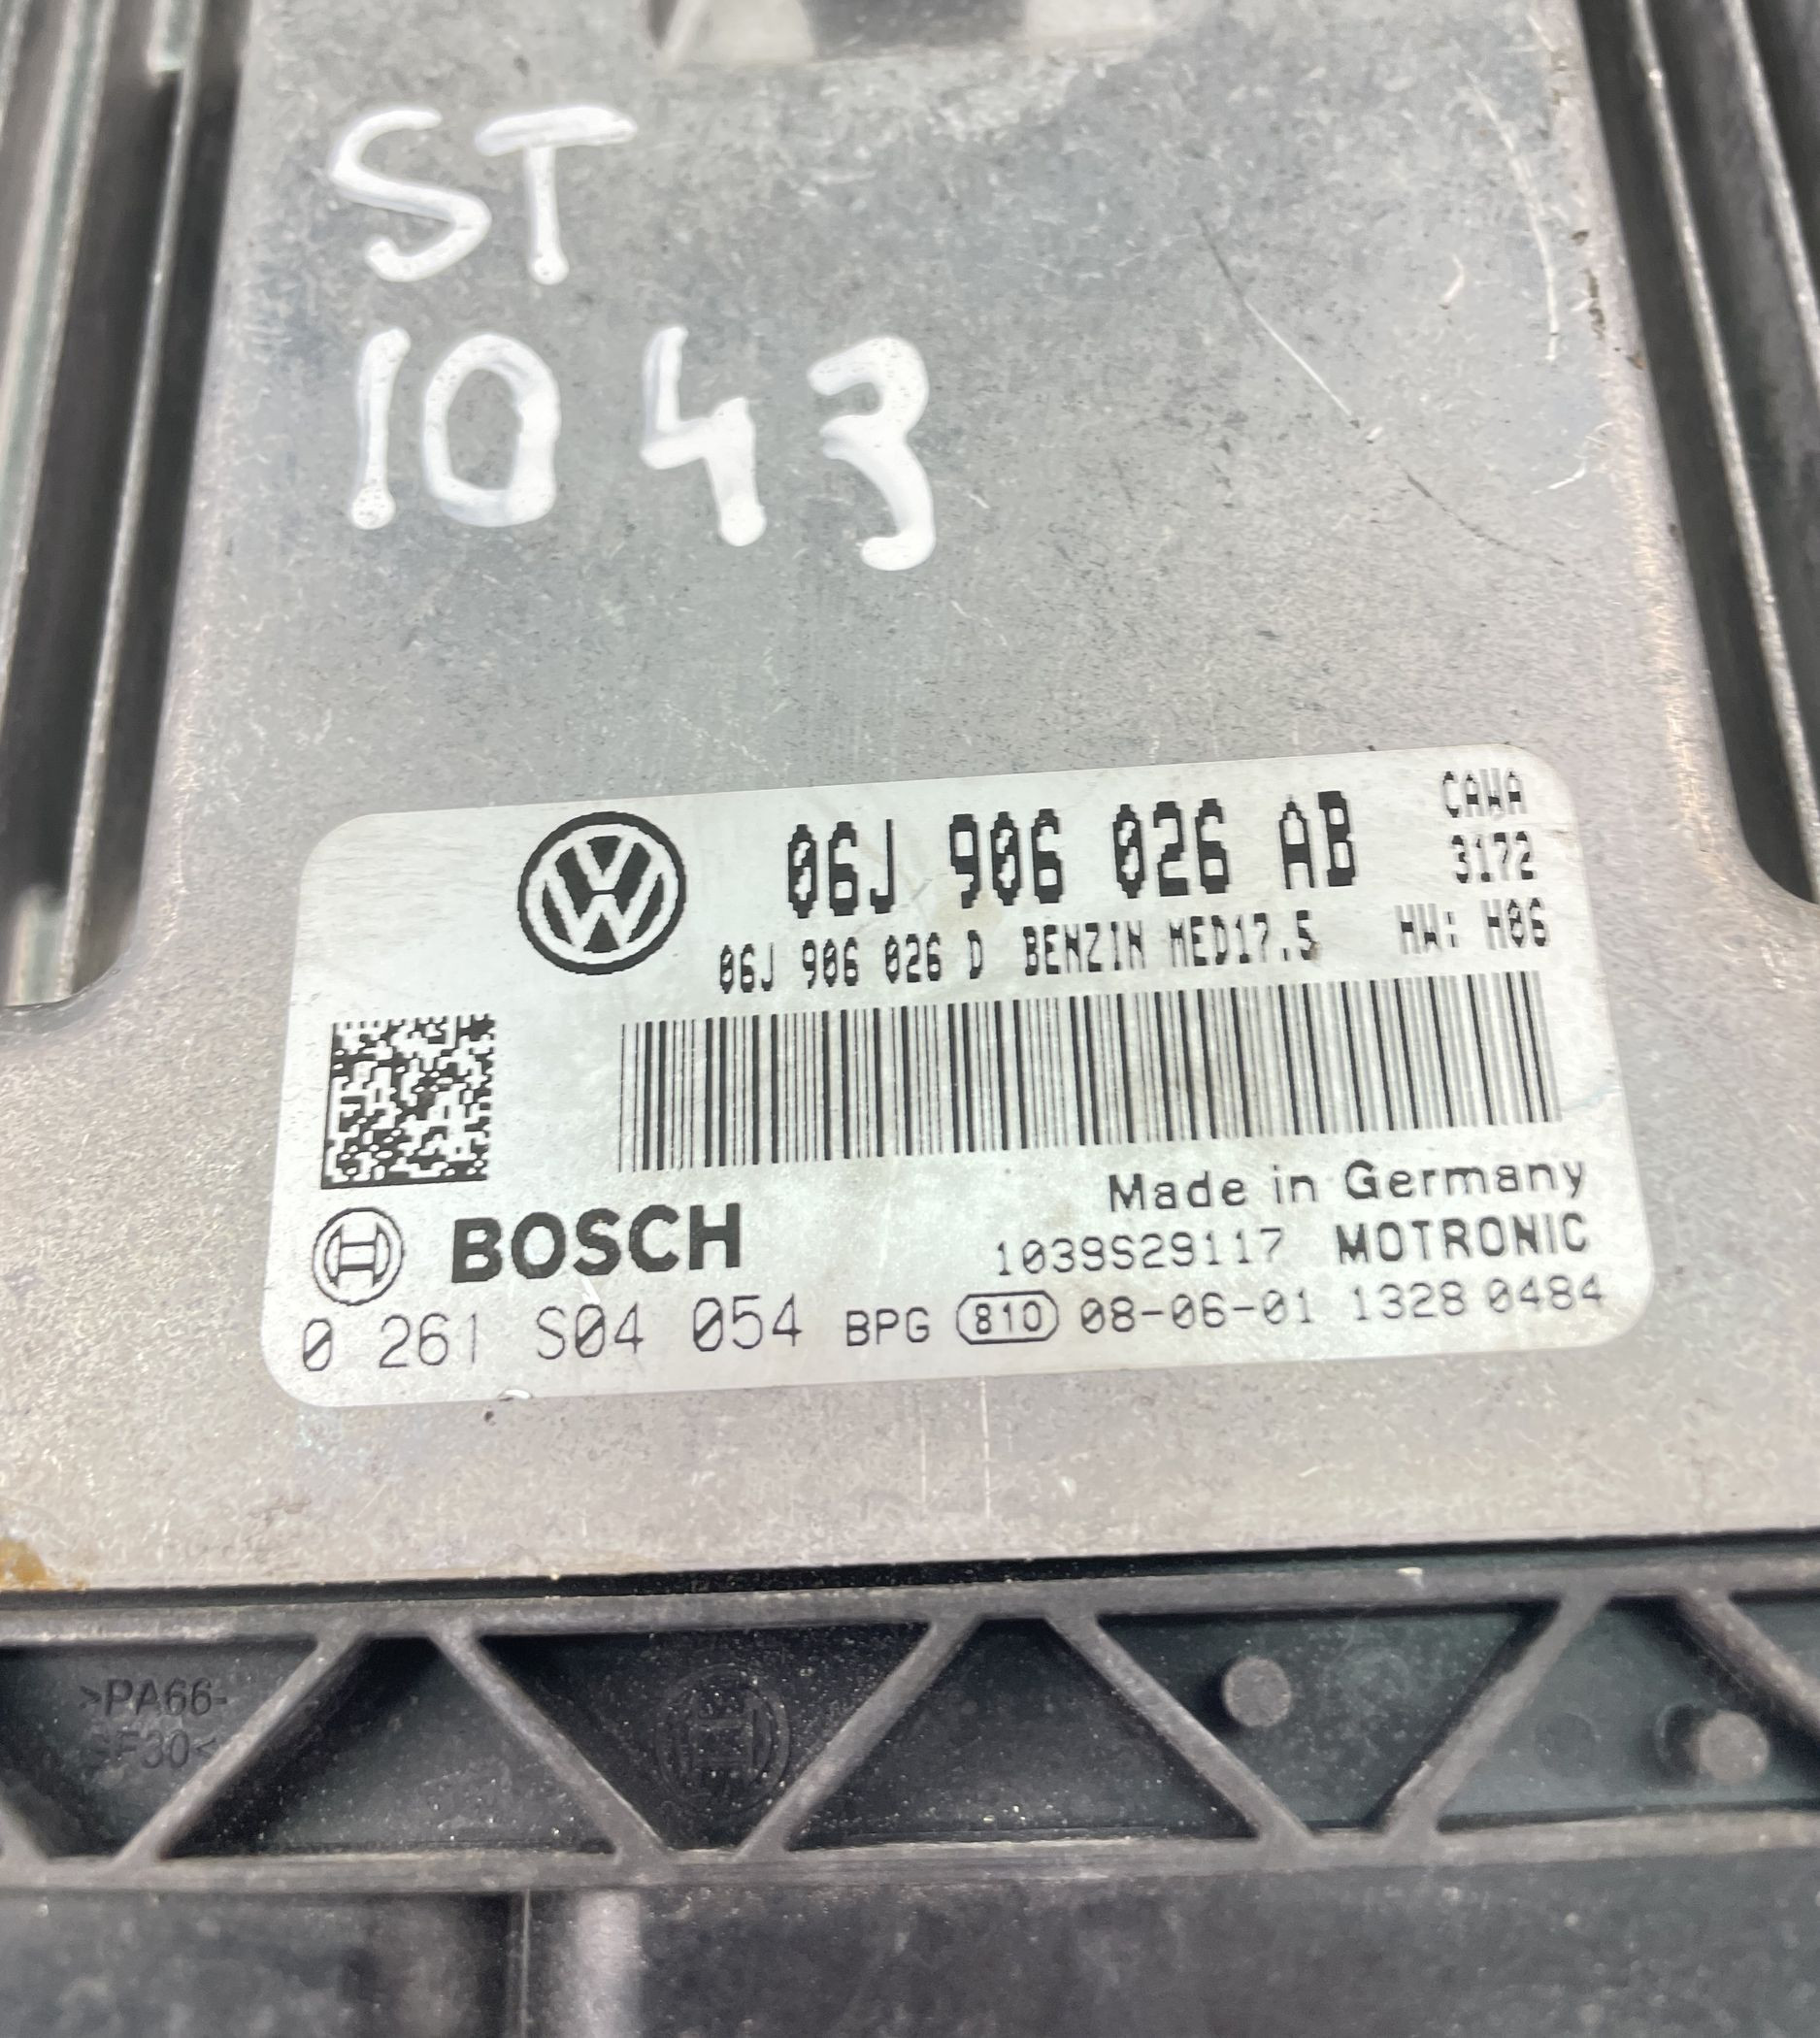 ST
1043
06J 906 026 AB
CAWA
3172
06J 906 026 D BENZIN MED17.5 HW: H06
Made in Germany
BOSCH
1039S29117 MOTRONIC
0 261 S04 054 BPG 810 08-06-01 1328 0484
>PA66-
GF30<